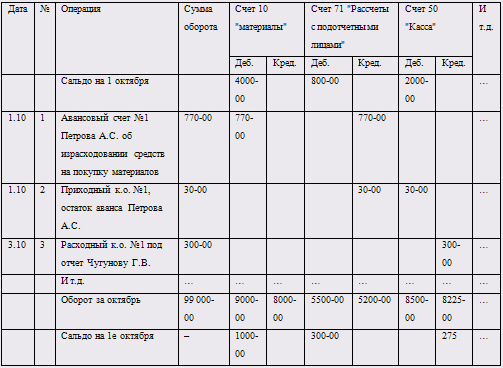 Дата № Операция Сумма оборота Счет 10 "материалы" Счет 71 "Рассчеты с подотчетными лицами" Счет 50 "Касса" И т.д.
Деб. Кред. Деб. Кред. Деб. Кред.
Сальдо на 1 октября 4000-00 800-00 2000-00 …
1.10 1 Авансовый счет №1 Петрова А.С. об израсходовании средств на покупку материалов 770-00 770-00 770-00 …
1.10 2 Приходный к.о. №1, остаток аванса Петрова А.С. 30-00 30-00 30-00 …
3.10 3 Расходный к.о. №1 под отчет Чугунову Г.В. 300-00 300-00 …
И т.д. … … … … … … … …
Оборот за октябрь 99 000-00 9000-00 8000-00 5500-00 5200-00 8500-00 8225-00 …
Сальдо на 1е октября – 1000-00 300-00 275 …